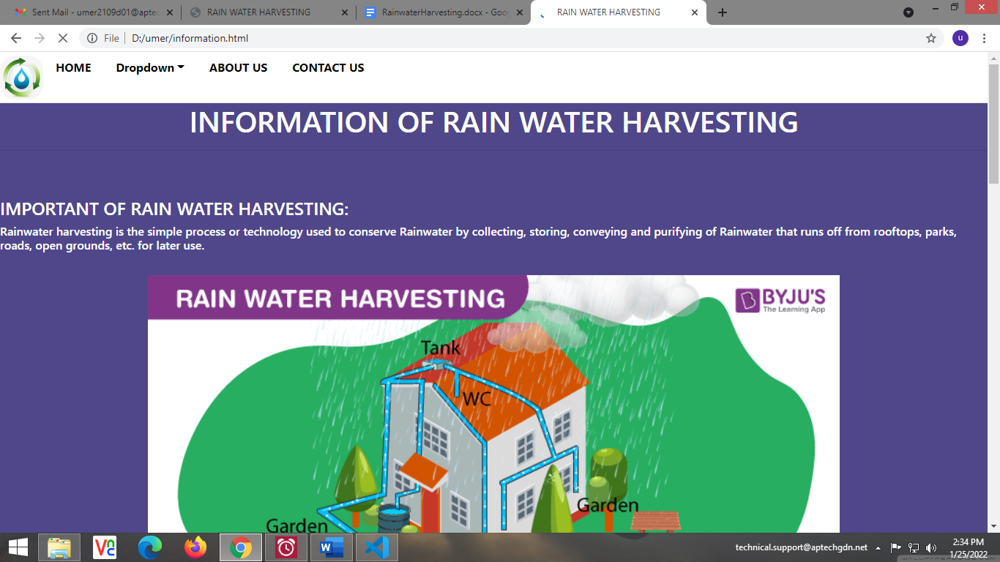 Sent Mail - umer2109d01@aptec
RAIN WATER HARVESTING
RainwaterHarvesting.docx - Goo
RAIN WATER HARVESTING
File
D:/umer/information.html
u
HOME
Dropdown
ABOUT US
CONTACT US
INFORMATION OF RAIN WATER HARVESTING
IMPORTANT OF RAIN WATER HARVESTING:
Rainwater harvesting is the simple process or technology used to conserve Rainwater by collecting, storing, conveying and purifying of Rainwater that runs off from rooftops, parks,
roads, open grounds, etc. for later use.
RAIN WATER HARVESTING
BYJU'S
The Learning App
Tank
WC
Garden
Garden
technical.support@aptechgdn.net
2:34 PM
1/25/2022